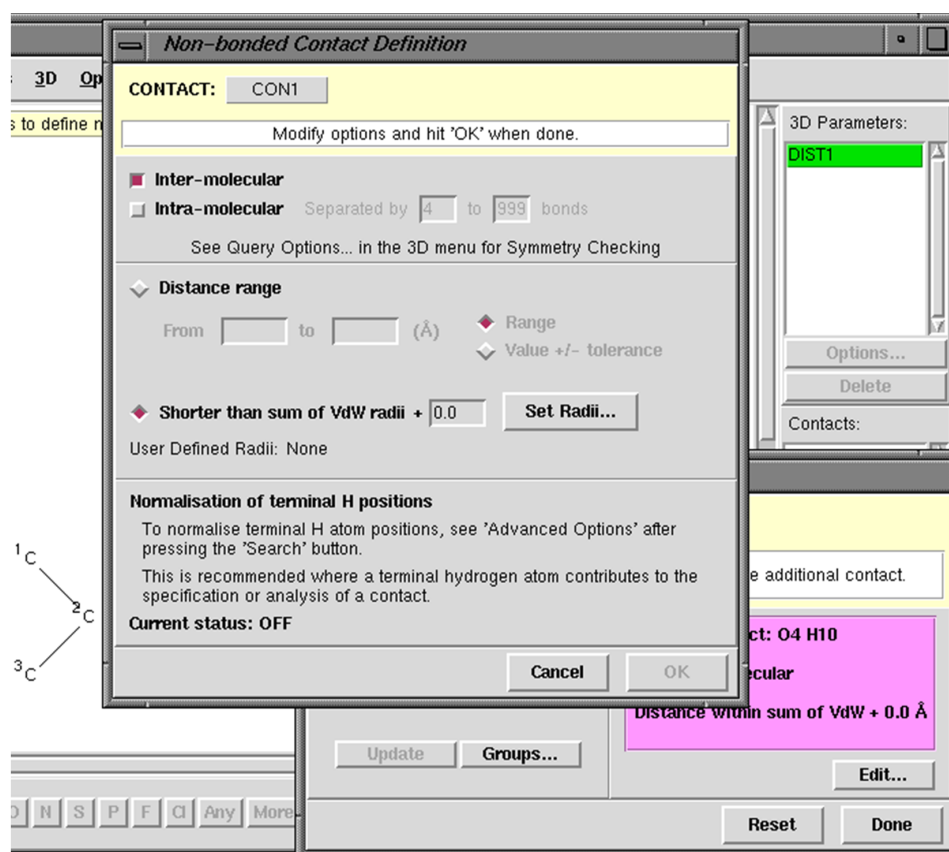 Non-bonded Contact Definition
3D Op
CONTACT: CON1
s to define n
Modify options and hit 'OK' when done.
3D Parameters:
DIST1
Inter-molecular
Intra-molecular Separated by 4 to 999 bonds
See Query Options... in the 3D menu for Symmetry Checking
Distance range
From to (Å)
Range
Value +/- tolerance
Options...
Delete
Shorter than sum of VdW radii + 0.0 Set Radii...
Contacts:
User Defined Radii: None
Normalisation of terminal H positions
To normalise terminal H atom positions, see 'Advanced Options' after
pressing the 'Search' button.
This is recommended where a terminal hydrogen atom contributes to the
specification or analysis of a contact.
Current status: OFF
1 C
2 C
3 C
e additional contact.
ct: O4 H10
ecular
Distance within sum of VdW + 0.0 Å
Cancel OK
Update Groups...
Edit...
N S P F Cl Any More
Reset Done